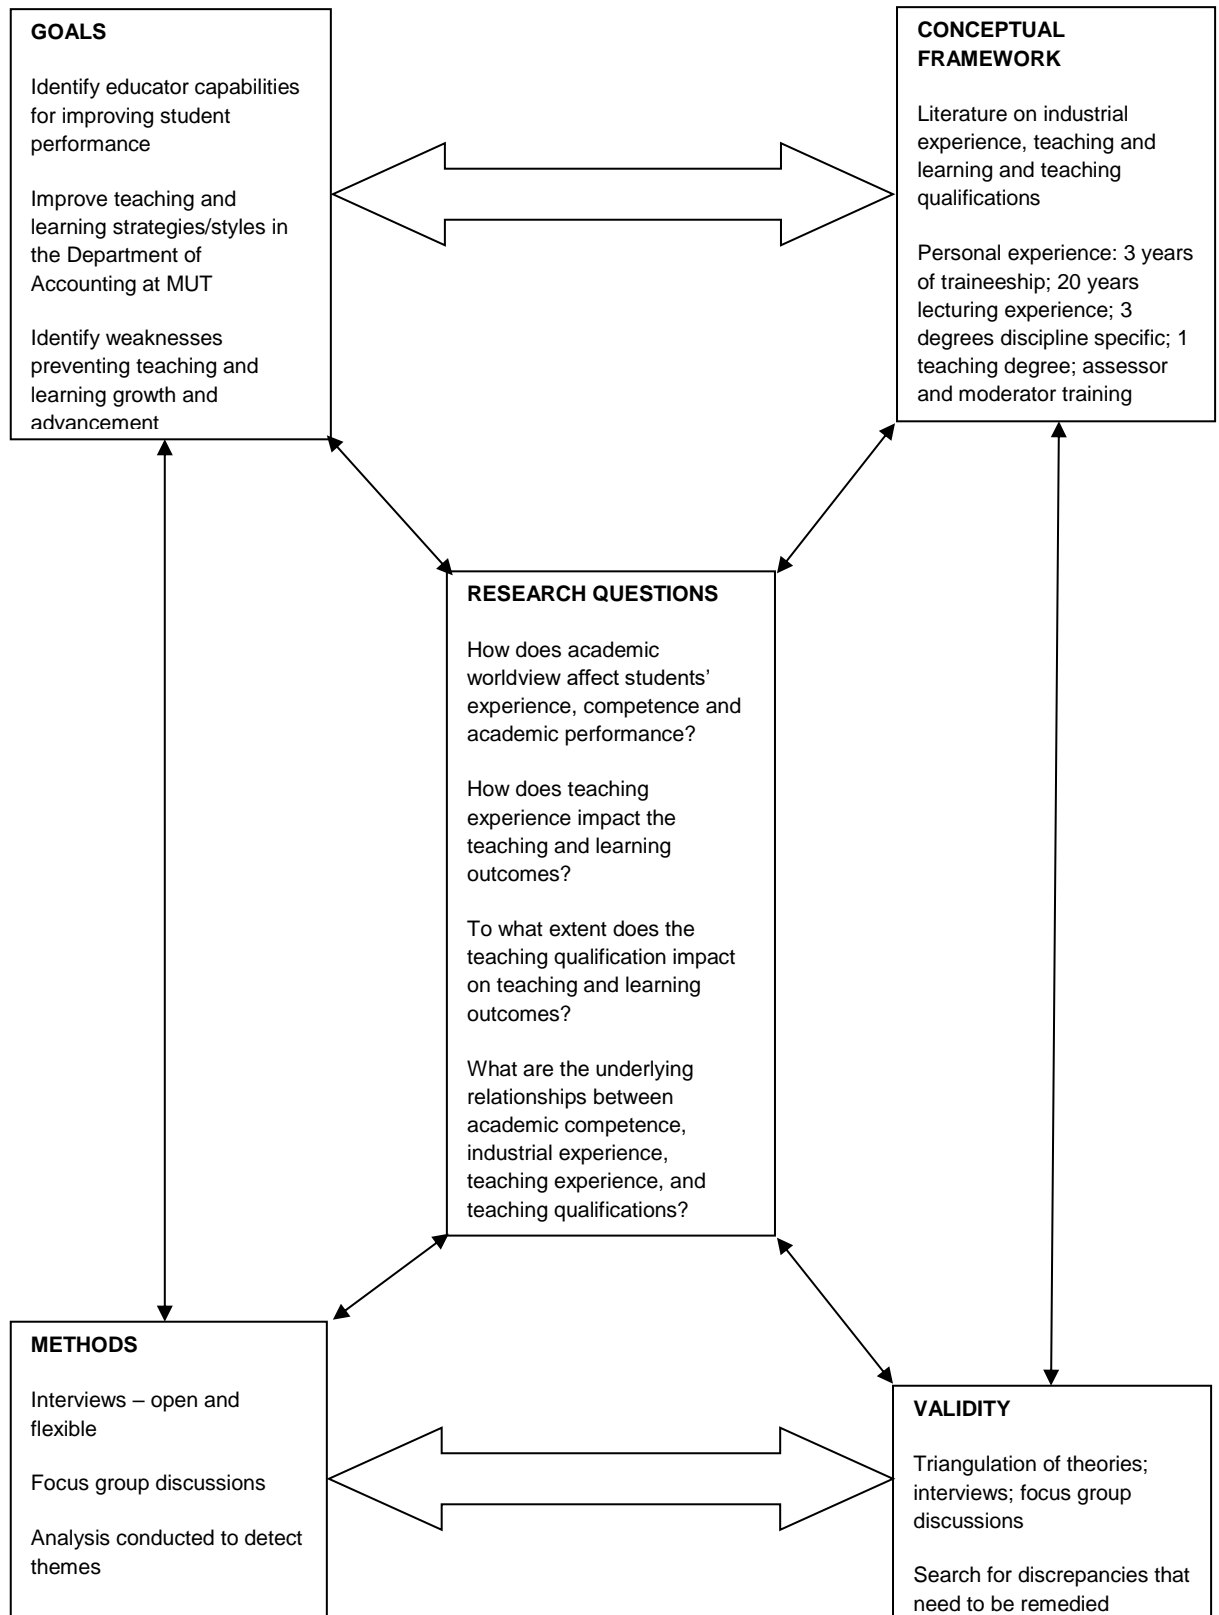 GOALS
Identify educator capabilities
for improving student
performance
Improve teaching and
learning strategies/styles in
the Department of
Accounting at MUT
Identify weaknesses
preventing teaching and
learning growth and
advancement
CONCEPTUAL
FRAMEWORK
Literature on industrial
experience, teaching and
learning and teaching
qualifications
Personal experience: 3 years
of traineeship; 20 years
lecturing experience; 3
degrees discipline specific; 1
teaching degree; assessor
and moderator training
RESEARCH QUESTIONS
How does academic
worldview affect students’
experience, competence and
academic performance?
How does teaching
experience impact the
teaching and learning
outcomes?
To what extent does the
teaching qualification impact
on teaching and learning
outcomes?
What are the underlying
relationships between
academic competence,
industrial experience,
teaching experience, and
teaching qualifications?
METHODS
Interviews – open and
flexible
Focus group discussions
Analysis conducted to detect
themes
VALIDITY
Triangulation of theories;
interviews; focus group
discussions
Search for discrepancies that
need to be remedied